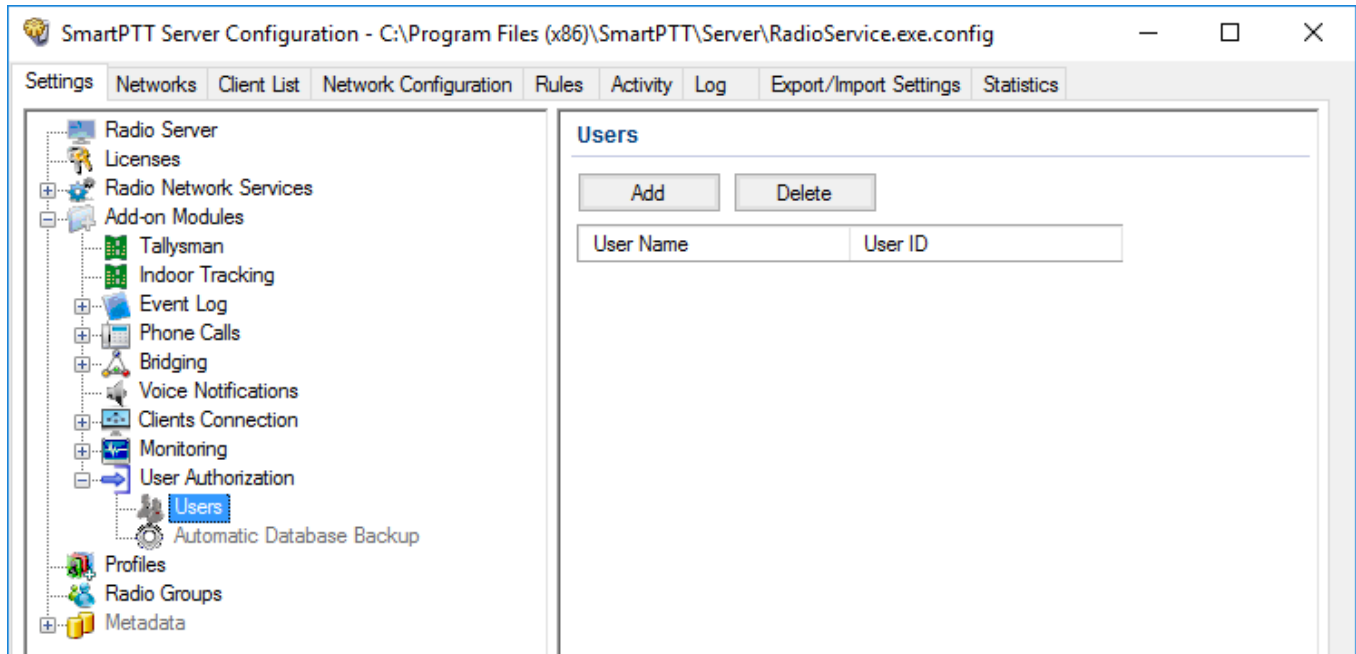 SmartPTT Server Configuration - C:\Program Files (x86)\SmartPTT\Server\RadioService.exe.config
Settings Networks Client List Network Configuration Rules Activity Log Export/Import Settings Statistics
Radio Server
Licenses
Radio Network Services
Add-on Modules
Tallysman
Indoor Tracking
Event Log
Phone Calls
Bridging
Voice Notifications
Clients Connection
Monitoring
User Authorization
Users
Automatic Database Backup
Profiles
Radio Groups
Metadata
Users
Add Delete
User Name User ID